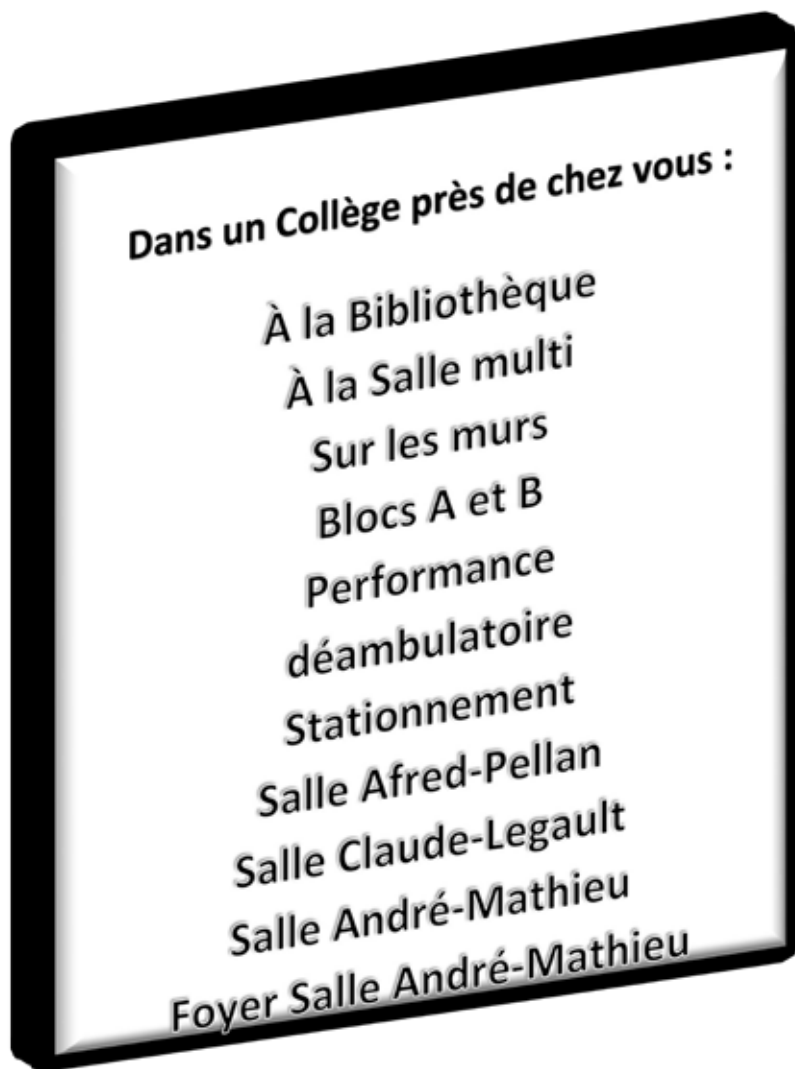 Dans un Collège près de chez vous :
À la Bibliothèque
À la Salle multi
Sur les murs
Blocs A et B
Performance
déambulatoire
Stationnement
Salle Afred-Pellan
Salle Claude-Legault
Salle André-Mathieu
Foyer Salle André-Mathieu